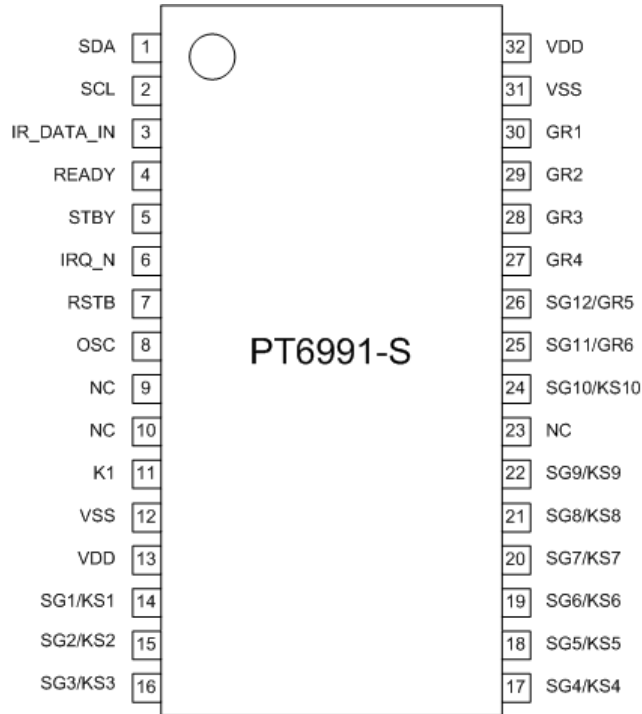 SDA 1 32 VDD
SCL 2 31 VSS
IR_DATA_IN 3 30 GR1
READY 4 29 GR2
STBY 5 28 GR3
IRQ_N 6 27 GR4
RSTB 7 26 SG12/GR5
OSC 8 25 SG11/GR6
PT6991-S
NC 9 24 SG10/KS10
NC 10 23 NC
K1 11 22 SG9/KS9
VSS 12 21 SG8/KS8
VDD 13 20 SG7/KS7
SG1/KS1 14 19 SG6/KS6
SG2/KS2 15 18 SG5/KS5
SG3/KS3 16 17 SG4/KS4